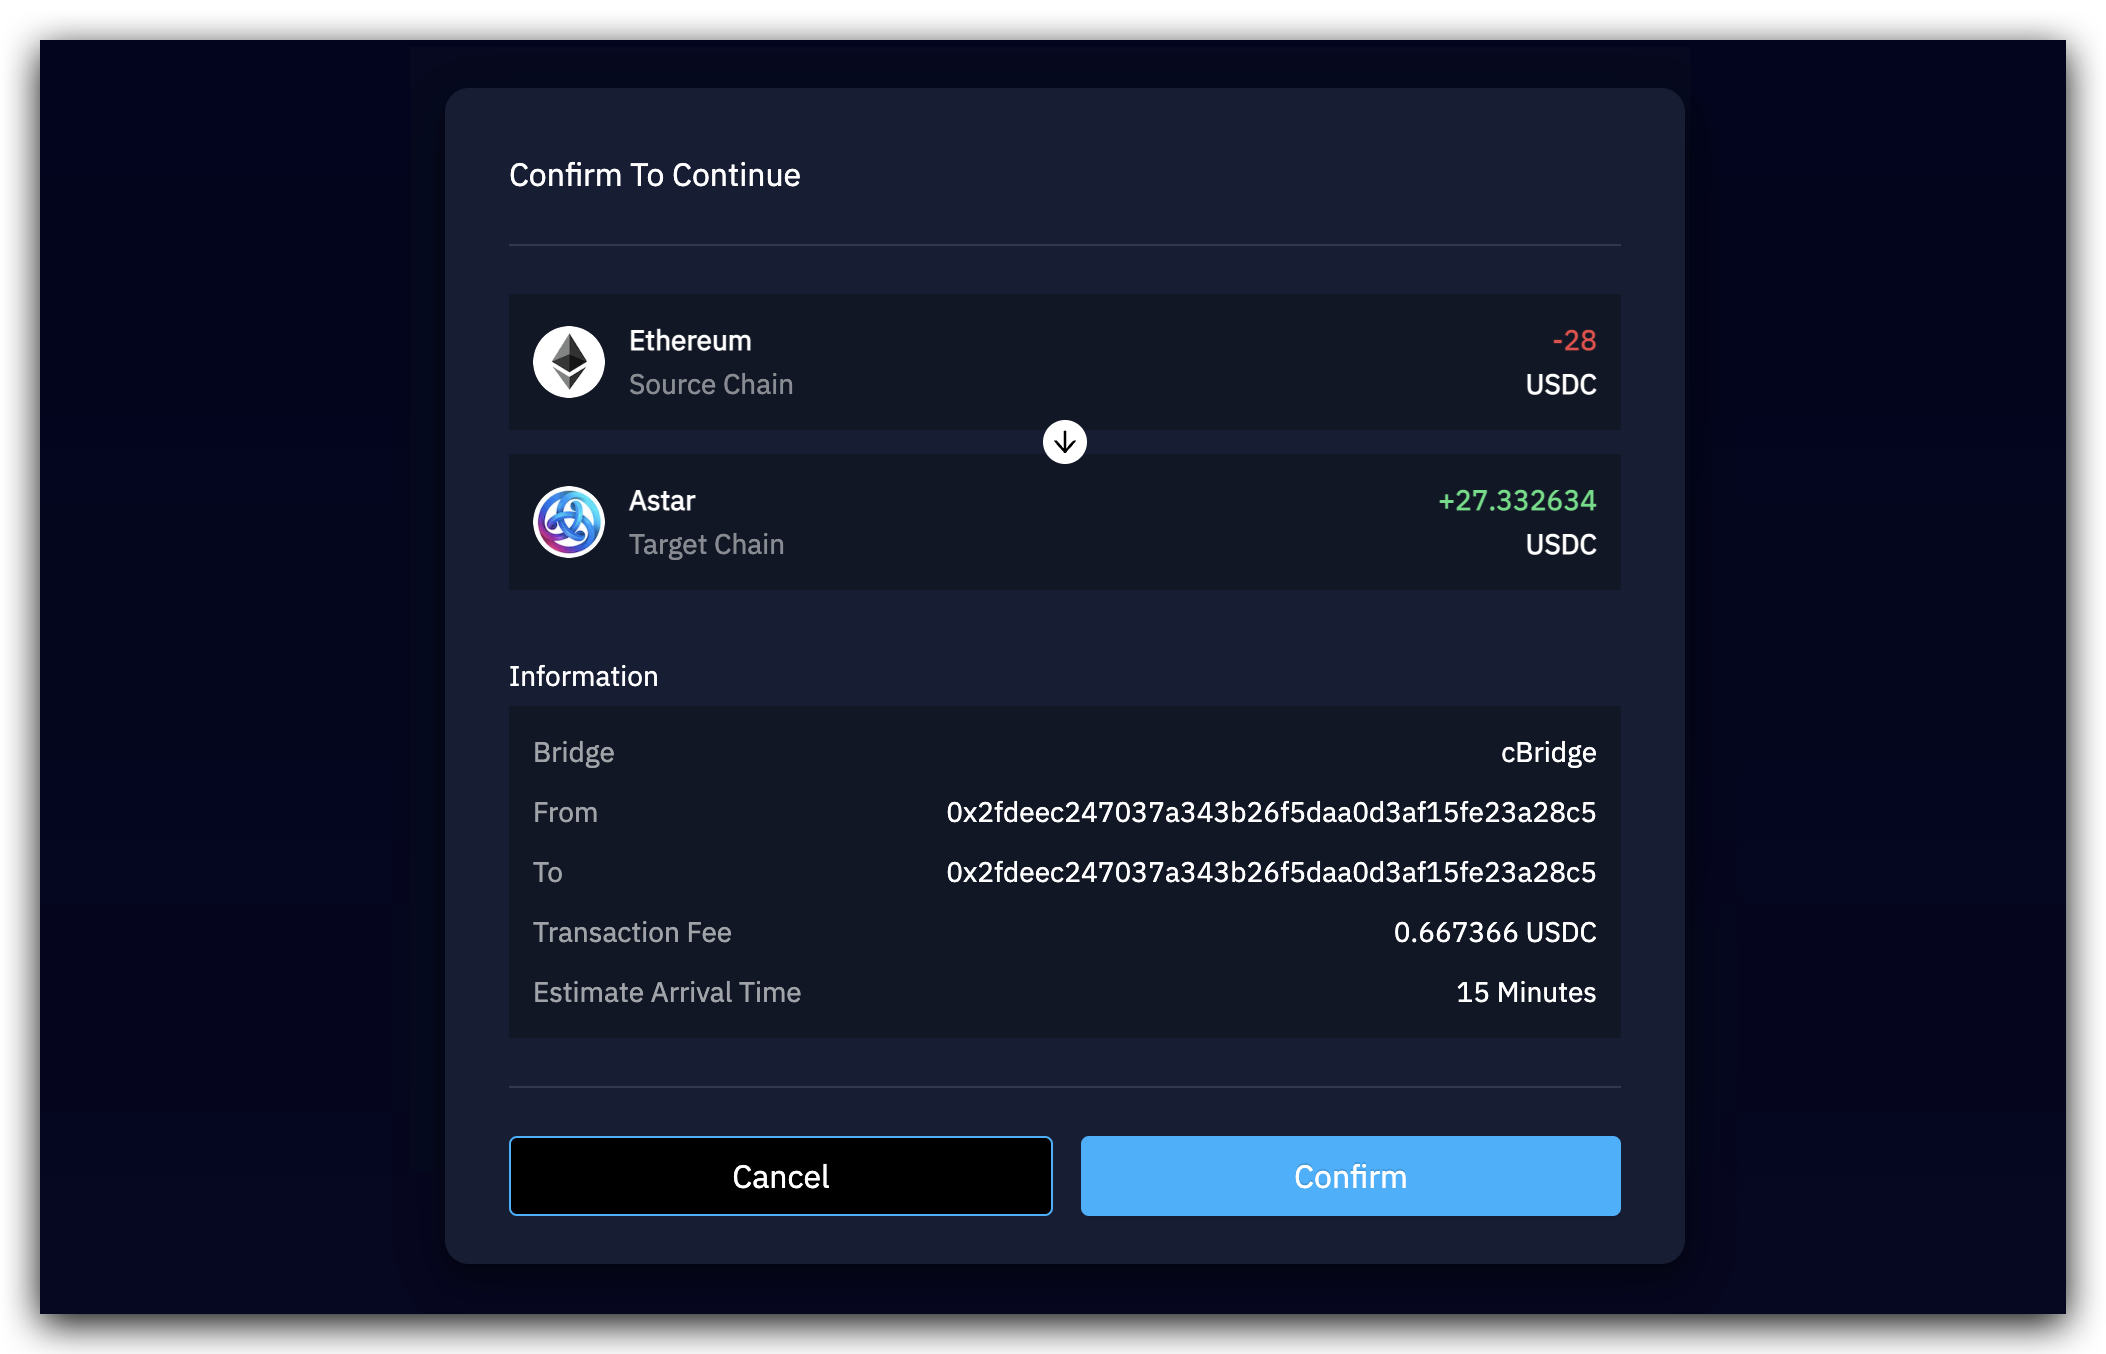 Confirm To Continue
Ethereum -28
Source Chain USDC
Astar +27.332634
Target Chain USDC
Information
Bridge cBridge
From 0x2fdeec247037a343b26f5daa0d3af15fe23a28c5
To 0x2fdeec247037a343b26f5daa0d3af15fe23a28c5
Transaction Fee 0.667366 USDC
Estimate Arrival Time 15 Minutes
Cancel Confirm